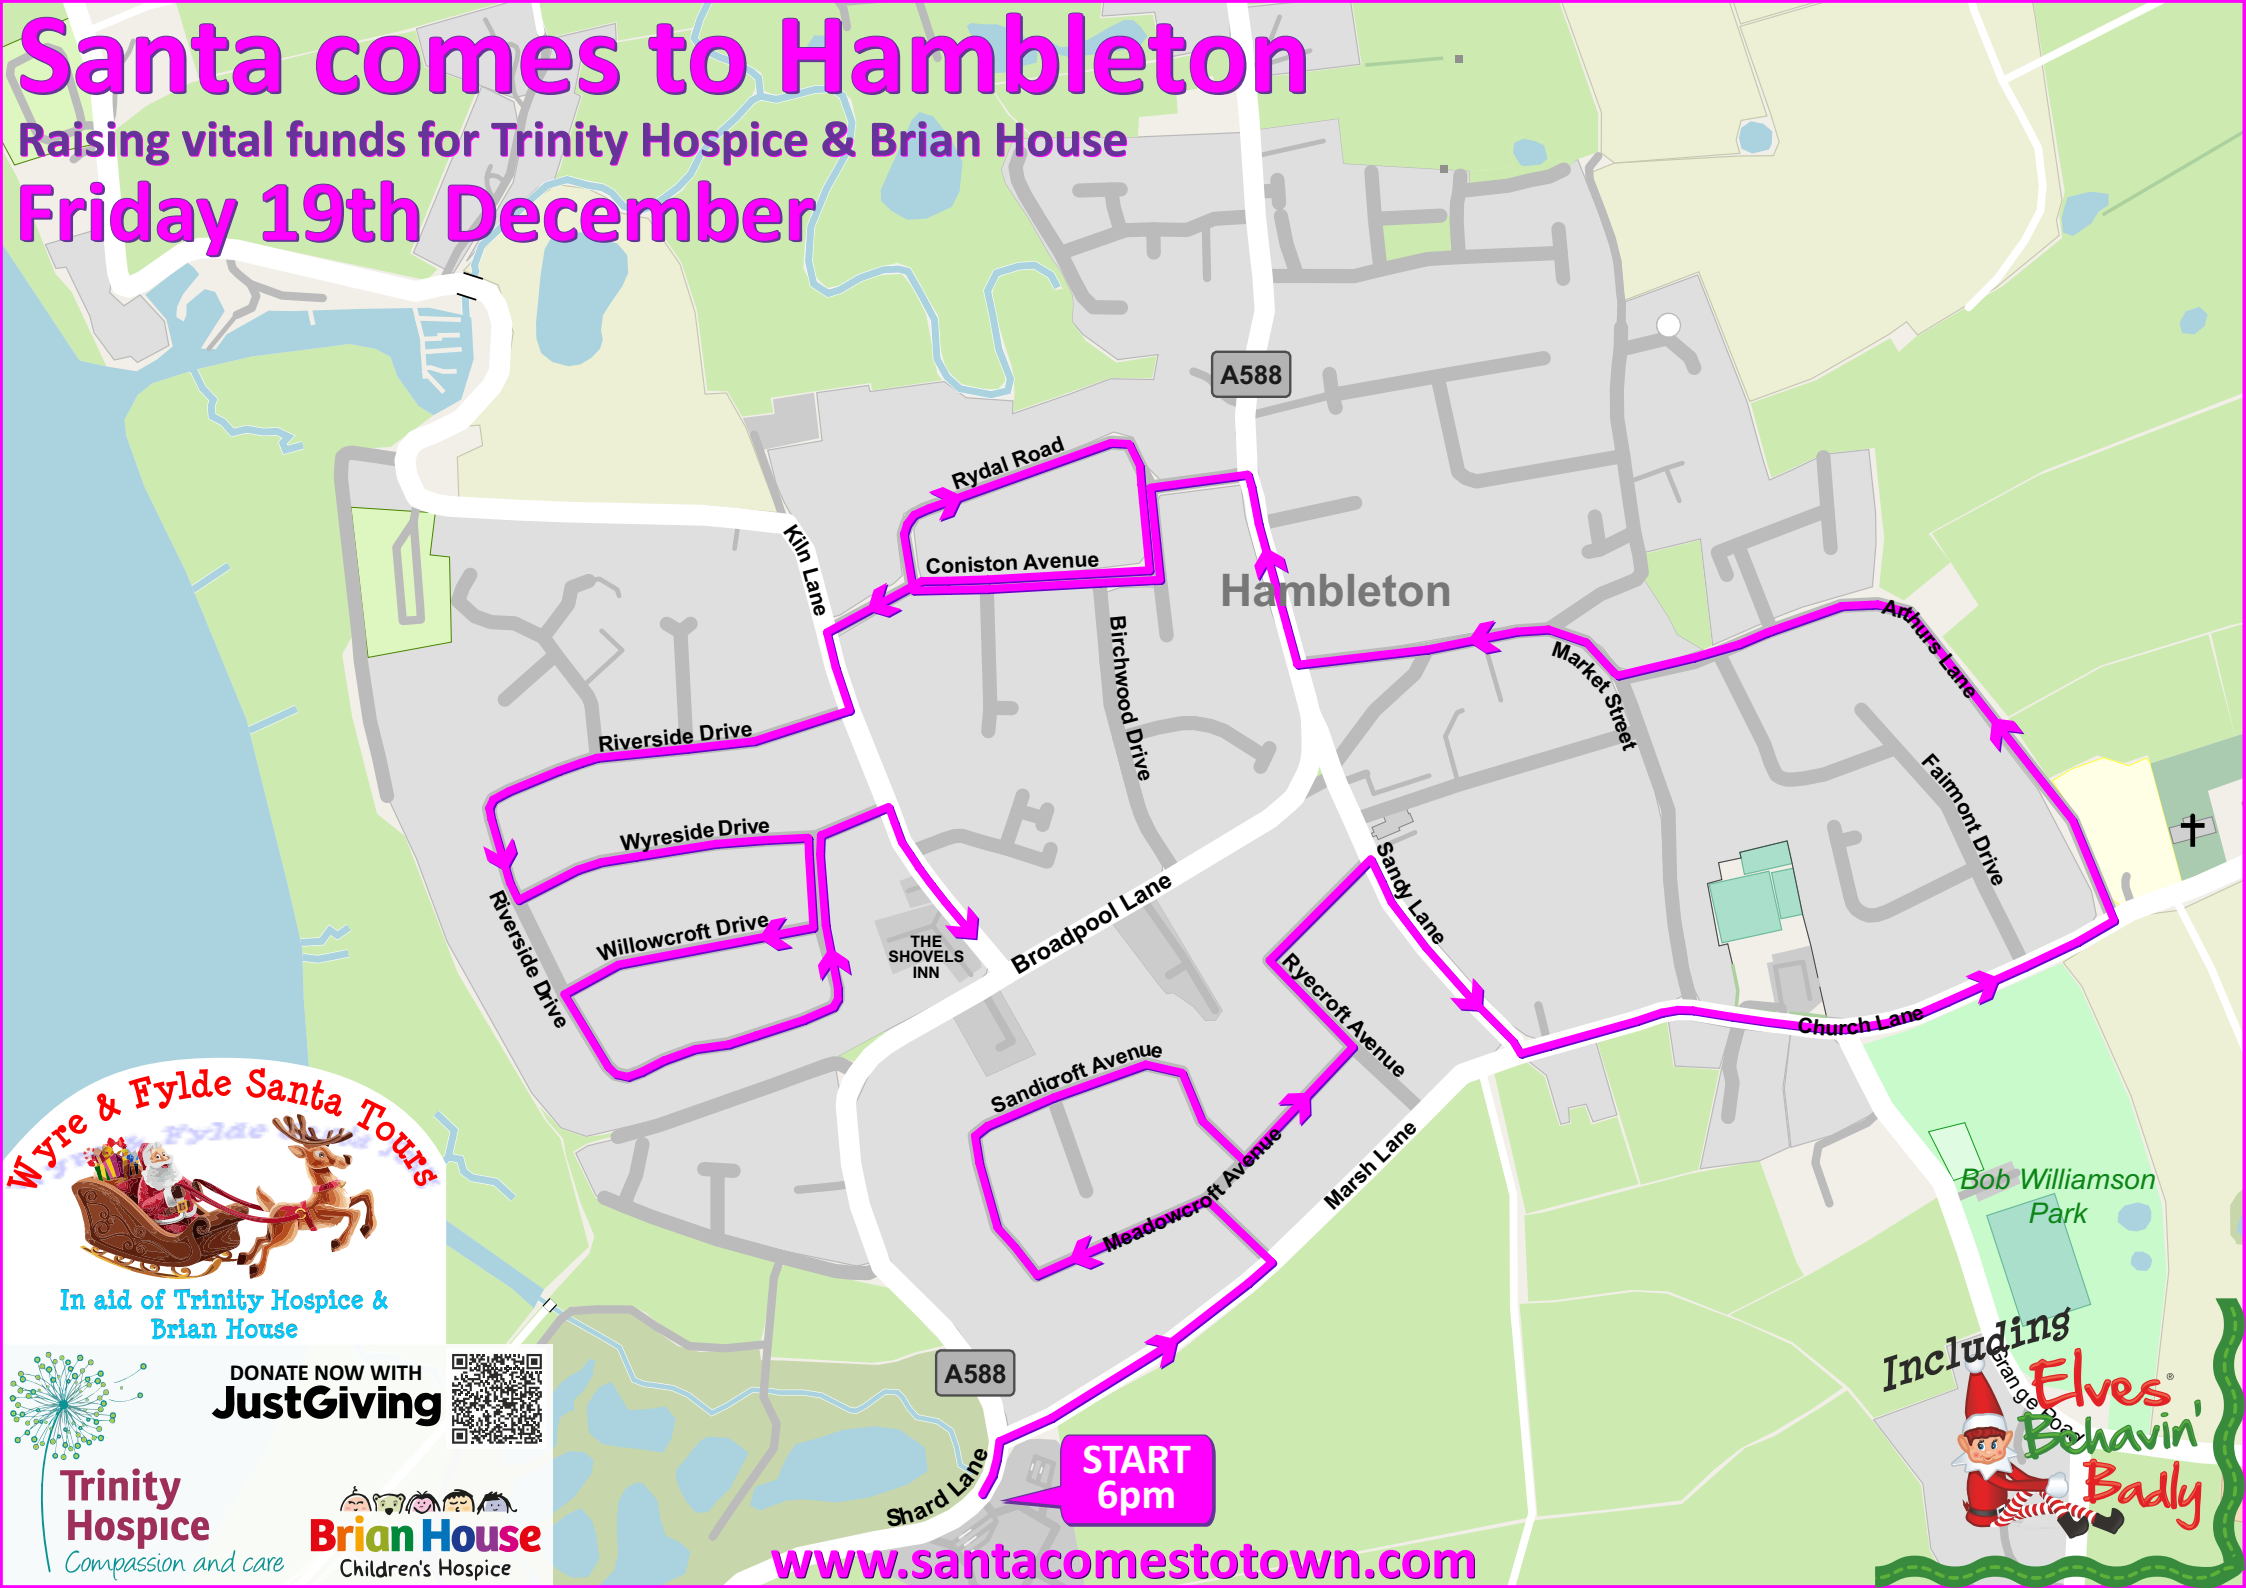 Santa comes to Hambleton
Raising vital funds for Trinity Hospice & Brian House
Friday 19th December
A588
Rydal Road
Coniston Avenue
Kiln Lane
Hambleton
Birchwood Drive
Market Street
Arthurs Lane
Fairmont Drive
Riverside Drive
Wyreside Drive
Willowcroft Drive
Riverside Drive
THE
SHOVELS
INN
Broadpool Lane
Sandy Lane
Ryecroft Avenue
Church Lane
Sandicroft Avenue
Meadowcroft Avenue
Marsh Lane
Bob Williamson
Park
Wyre & Fylde Santa Tours
In aid of Trinity Hospice &
Brian House
DONATE NOW WITH
JustGiving
Trinity
Hospice
Compassion and care
Brian House
Children's Hospice
A588
Shard Lane
START
6pm
www.santacomestotown.com
Grange Road
Including
Elves®
Behavin'
Badly